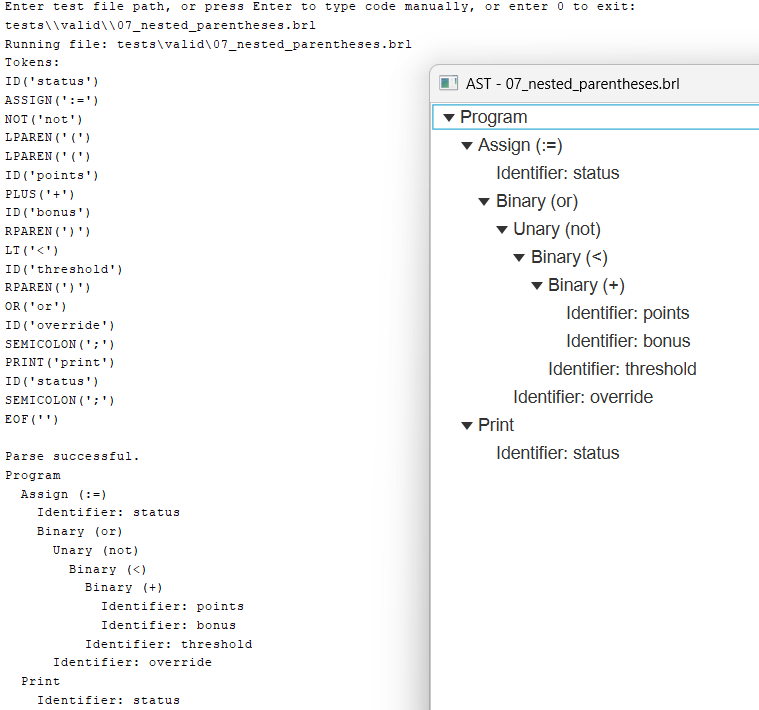 Enter test file path, or press Enter to type code manually, or enter 0 to exit:
tests\\valid\\07_nested_parentheses.brl
Running file: tests\valid\07_nested_parentheses.brl
Tokens:
ID('status')
ASSIGN(':=')
NOT('not')
LPAREN('(')
LPAREN('(')
ID('points')
PLUS('+')
ID('bonus')
RPAREN(')')
LT('<')
ID('threshold')
RPAREN(')')
OR('or')
ID('override')
SEMICOLON(';')
PRINT('print')
ID('status')
SEMICOLON(';')
EOF('')

Parse successful.
Program
  Assign (:=)
    Identifier: status
    Binary (or)
      Unary (not)
        Binary (<)
          Binary (+)
            Identifier: points
            Identifier: bonus
          Identifier: threshold
      Identifier: override
  Print
    Identifier: status

AST - 07_nested_parentheses.brl
Program
Assign (:=)
Identifier: status
Binary (or)
Unary (not)
Binary (<)
Binary (+)
Identifier: points
Identifier: bonus
Identifier: threshold
Identifier: override
Print
Identifier: status